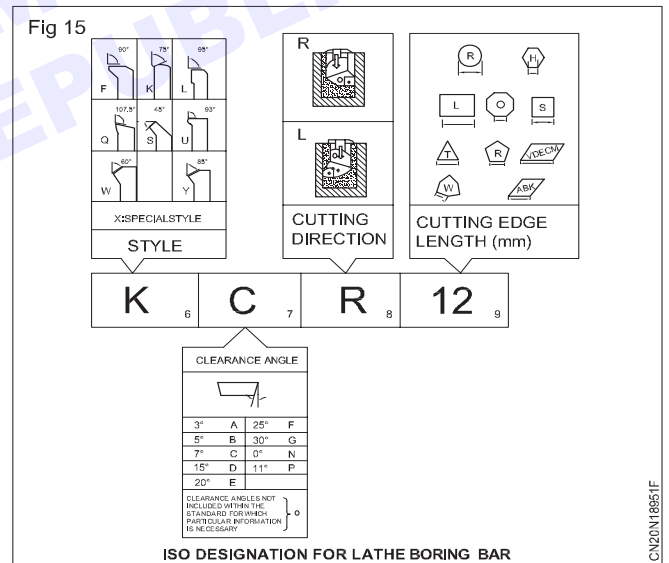 Fig 15
90° 75° 95°
F K L
107.5° 45° 93°
Q S U
60° 85°
W Y
X:SPECIALSTYLE
STYLE
R
L
CUTTING
DIRECTION
R H
L O S
T R V/DECM
W ABK
CUTTING EDGE
LENGTH (mm)
K 6 C 7 R 8 12 9
CLEARANCE ANGLE
3° A 25° F
5° B 30° G
7° C 0° N
15° D 11° P
20° E
CLEARANCE ANGLES NOT
INCLUDED WITHIN THE
STANDARD FOR WHICH
PARTICULAR INFORMATION
IS NECESSARY } o
ISO DESIGNATION FOR LATHE BORING BAR
CN20N18951F